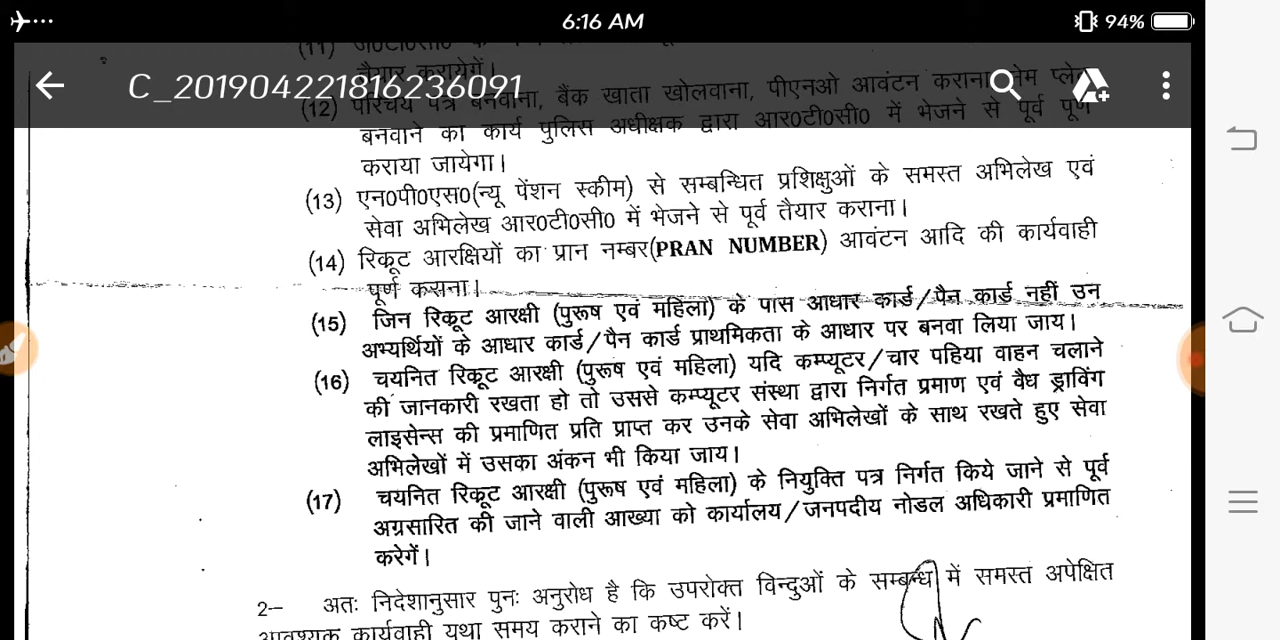 6:16 AM
94%
C_201904221816236091
(11)
तैयार करायेगें।
(12) परिचय पत्र बनवाना, बैंक खाता खोलवाना, पीएनओ आवंटन कराना, नेम प्लेट
बनवाने का कार्य पुलिस अधीक्षक द्वारा आर0टी0सी0 में भेजने से पूर्व पूर्ण
कराया जायेगा।
(13) एन0पी0एस0(न्यू पेंशन स्कीम) से सम्बन्धित प्रशिक्षुओं के समस्त अभिलेख एवं
सेवा अभिलेख आर0टी0सी0 में भेजने से पूर्व तैयार कराना।
(14) रिकूट आरक्षियों का प्रान नम्बर(PRAN NUMBER) आवंटन आदि की कार्यवाही
पूर्ण कराना।
(15) जिन रिकूट आरक्षी (पुरूष एवं महिला) के पास आधार कार्ड/पैन कार्ड नहीं उन
अभ्यर्थियों के आधार कार्ड/पैन कार्ड प्राथमिकता के आधार पर बनवा लिया जाय।
(16) चयनित रिकूट आरक्षी (पुरूष एवं महिला) यदि कम्प्यूटर/चार पहिया वाहन चलाने
की जानकारी रखता हो तो उससे कम्प्यूटर संस्था द्वारा निर्गत प्रमाण एवं वैध ड्राविंग
लाइसेन्स की प्रमाणित प्रति प्राप्त कर उनके सेवा अभिलेखों के साथ रखते हुए सेवा
अभिलेखों में उसका अंकन भी किया जाय।
(17) चयनित रिकूट आरक्षी (पुरूष एवं महिला) के नियुक्ति पत्र निर्गत किये जाने से पूर्व
अग्रसारित की जाने वाली आख्या को कार्यालय/जनपदीय नोडल अधिकारी प्रमाणित
करेगें।
2– अतः निदेशानुसार पुनः अनुरोध है कि उपरोक्त विन्दुओं के सम्बन्ध में समस्त अपेक्षित
आवश्यक कार्यवाही यथा समय कराने का कष्ट करें।